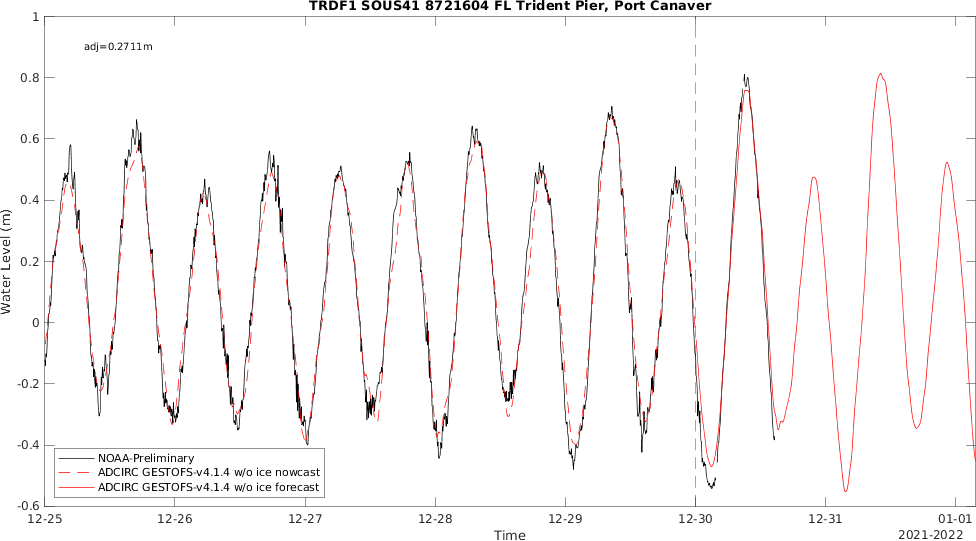 TRDF1 SOUS41 8721604 FL Trident Pier, Port Canaver
adj=0.2711m
1
0.8
0.6
0.4
0.2
0
-0.2
-0.4
-0.6
Water Level (m)
NOAA-Preliminary
ADCIRC GESTOFS-v4.1.4 w/o ice nowcast
ADCIRC GESTOFS-v4.1.4 w/o ice forecast
12-25 12-26 12-27 12-28 12-29 12-30 12-31 01-01
Time
2021-2022